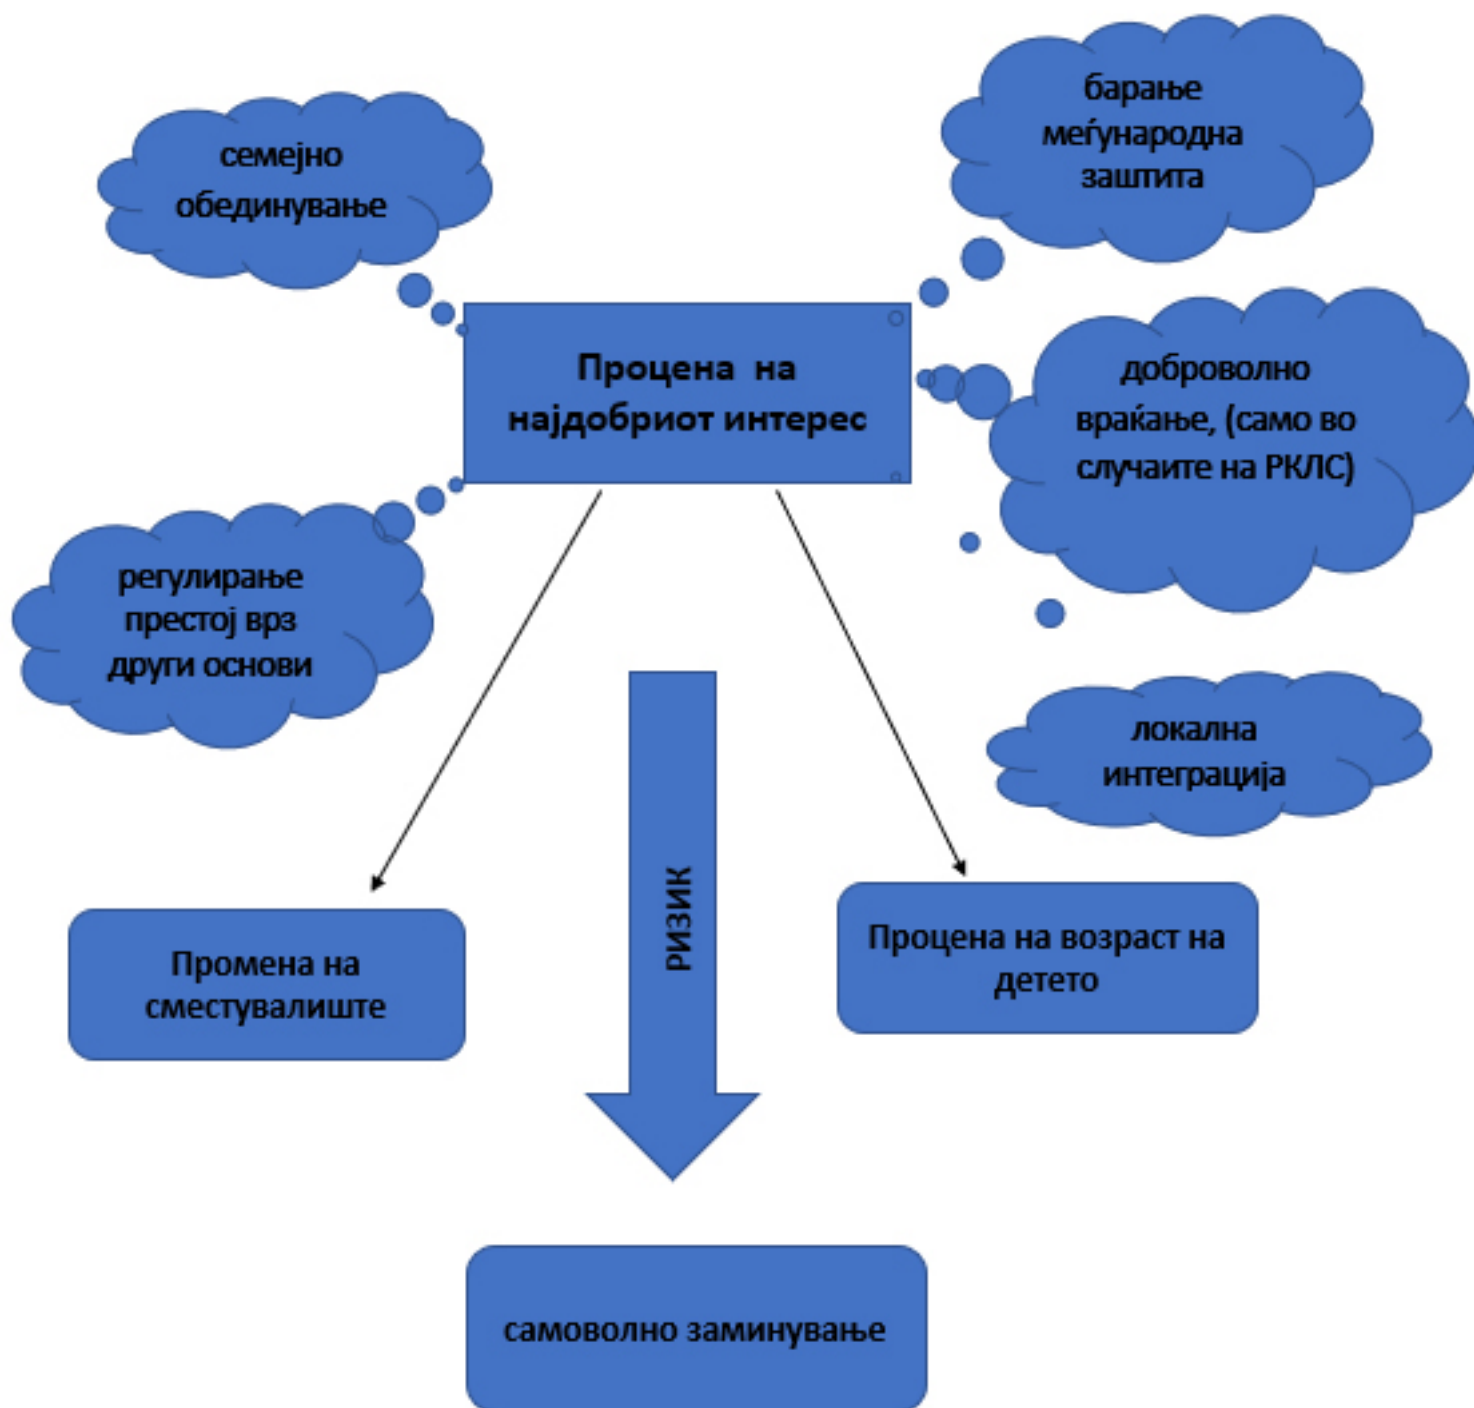 семејно
обединување
барање
меѓународна
заштита
Процена на
најдобриот интерес
доброволно
враќање, (само во
случаите на РКЛС)
регулирање
престој врз
други основи
локална
интеграција
РИЗИК
Промена на
сместувалиште
Процена на возраст на
детето
самоволно заминување